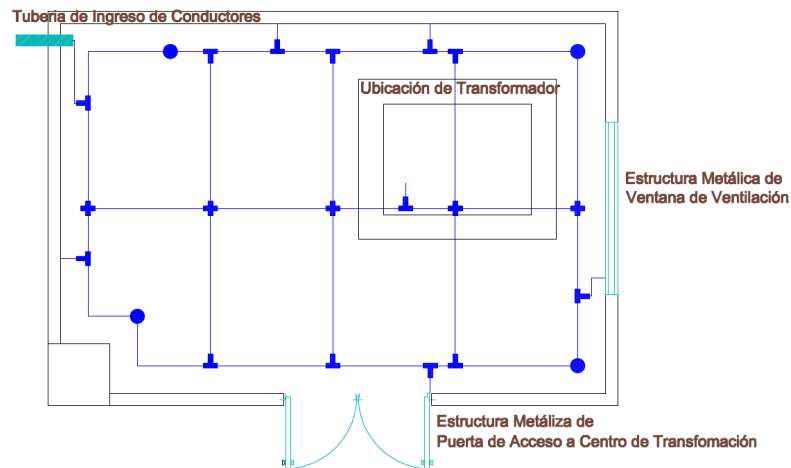 Tuberia de Ingreso de Conductores
Ubicación de Transformador
Estructura Metálica de
Ventana de Ventilación
Estructura Metáliza de
Puerta de Acceso a Centro de Transfomación